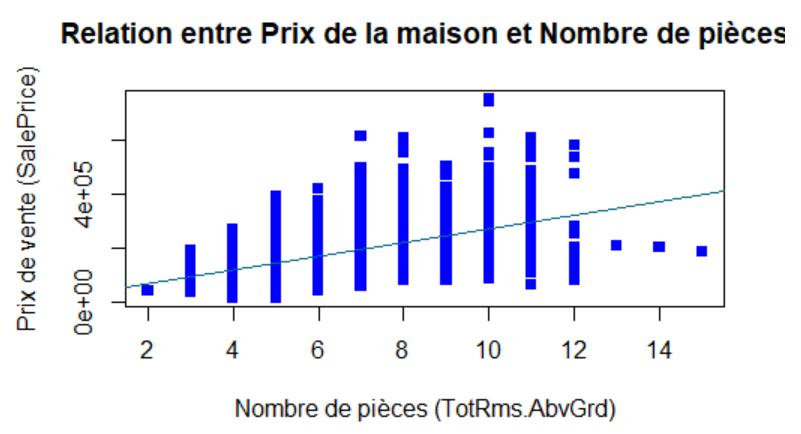 Relation entre Prix de la maison et Nombre de pièces
Prix de vente (SalePrice)
4e+05
0e+00
2 4 6 8 10 12 14
Nombre de pièces (TotRms.AbvGrd)